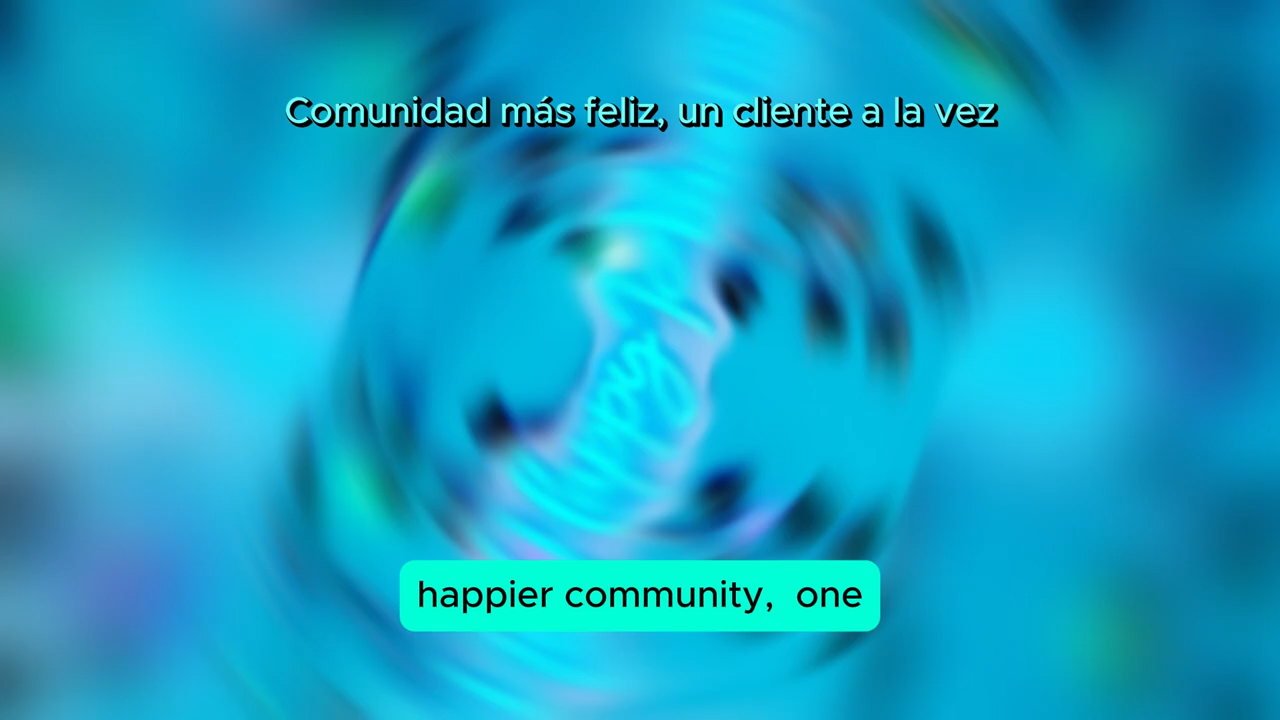 Comunidad más feliz, un cliente a la vez
happier community, one